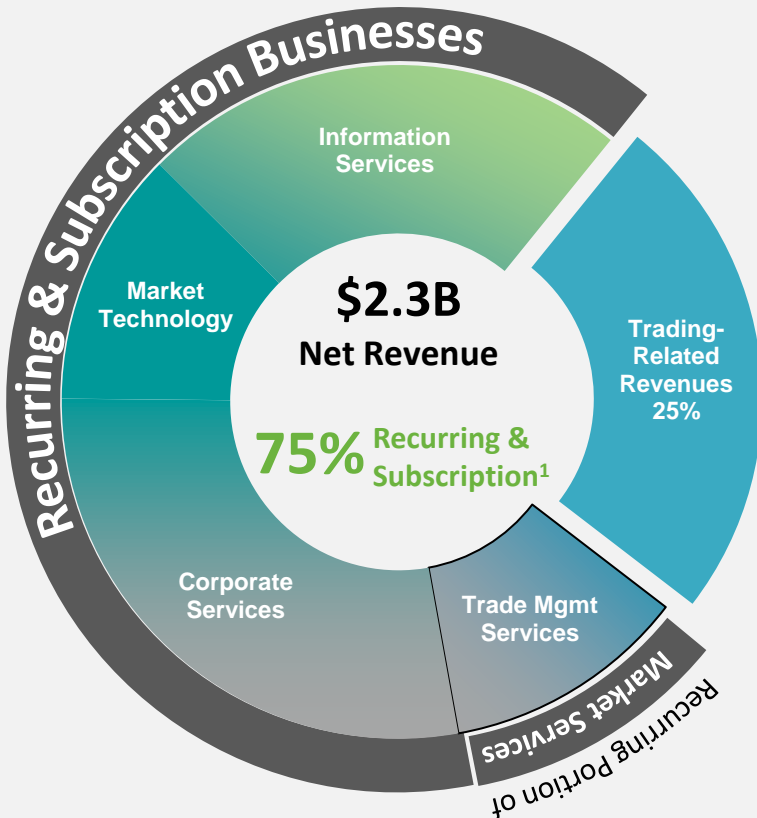 Recurring & Subscription Businesses
Information
Services
Market
Technology
$2.3B
Net Revenue
75% Recurring &
Subscription1
Trading-
Related
Revenues
25%
Corporate
Services
Trade Mgmt
Services
Recurring Portion of
Market Services